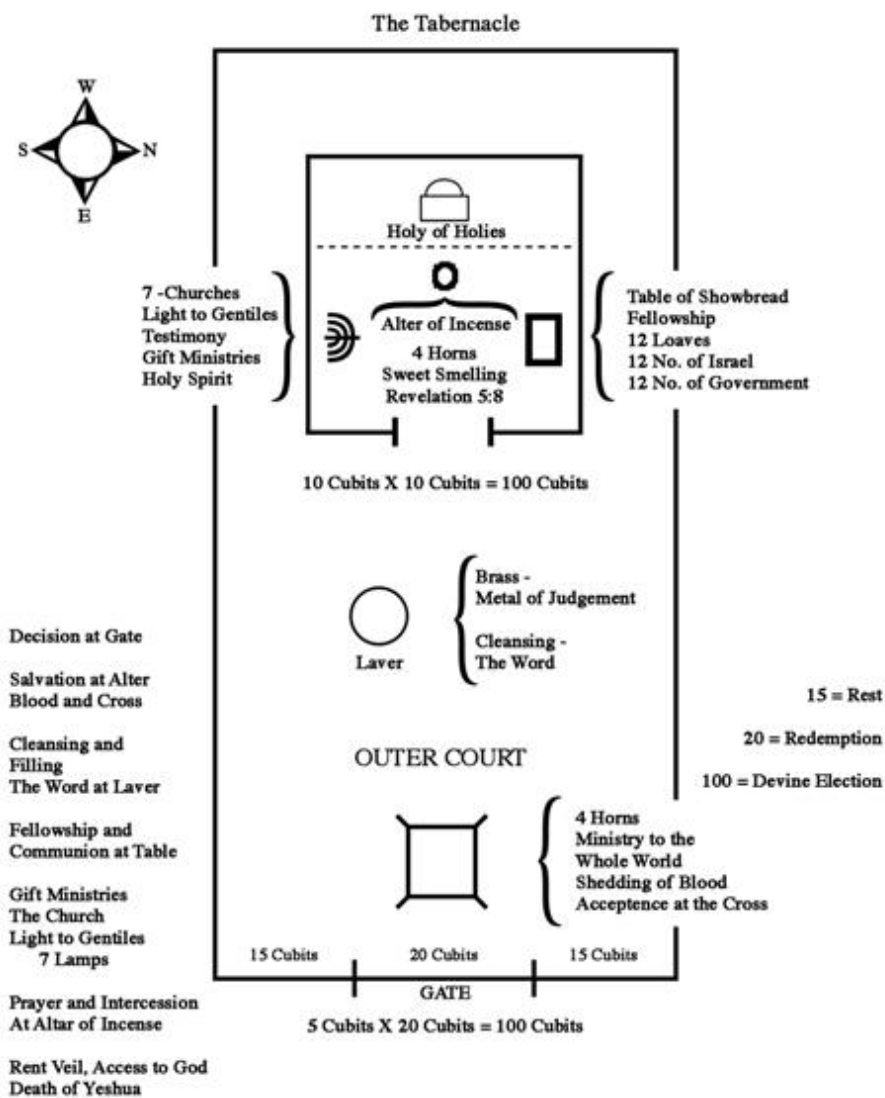 The Tabernacle
W
S
N
E
Holy of Holies
7 -Churches
Light to Gentiles
Testimony
Gift Ministries
Holy Spirit
Alter of Incense
4 Horns
Sweet Smelling
Revelation 5:8
Table of Showbread
Fellowship
12 Loaves
12 No. of Israel
12 No. of Government
10 Cubits X 10 Cubits = 100 Cubits
Laver
Brass -
Metal of Judgement
Cleansing -
The Word
Decision at Gate
Salvation at Alter
Blood and Cross
Cleansing and
Filling
The Word at Laver
Fellowship and
Communion at Table
Gift Ministries
The Church
Light to Gentiles
7 Lamps
Prayer and Intercession
At Altar of Incense
Rent Veil, Access to God
Death of Yeshua
OUTER COURT
15 = Rest
20 = Redemption
100 = Devine Election
4 Horns
Ministry to the
Whole World
Shedding of Blood
Acceptence at the Cross
15 Cubits
20 Cubits
15 Cubits
GATE
5 Cubits X 20 Cubits = 100 Cubits